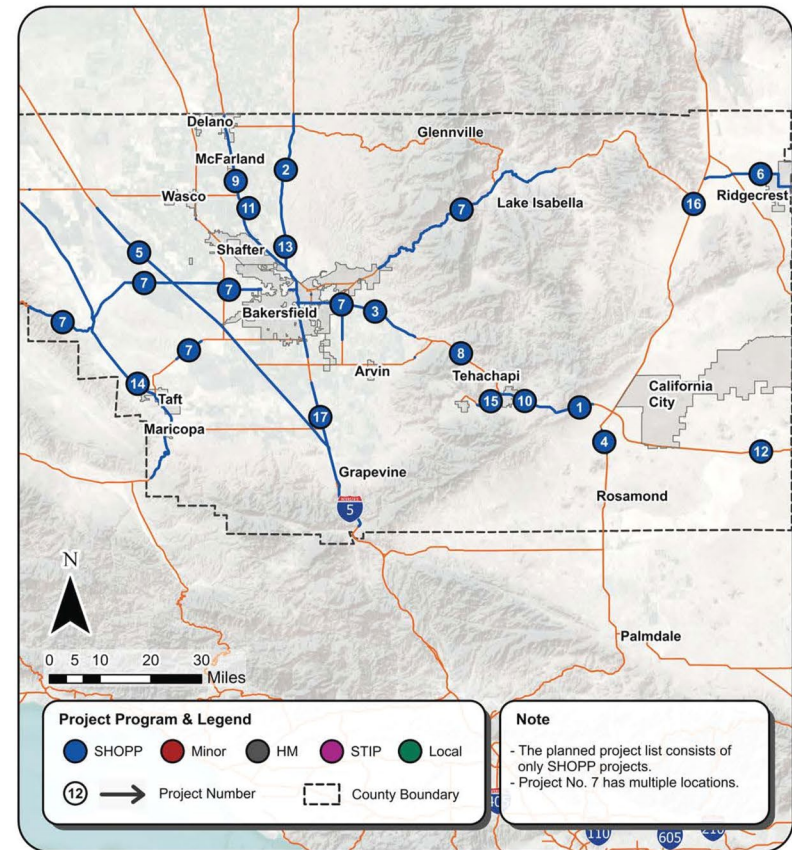 Delano
Glennville
McFarland
2
9
6
Wasco
11
Lake Isabella
7
16
Ridgecrest
Shafter
13
5
7
7
7
3
Bakersfield
7
7
8
14
Arvin
Tehachapi
Taft
15
10
1
California
City
Maricopa
17
4
12
Grapevine
5
Rosamond
N
Palmdale
0 5 10 20 30
Miles
Project Program & Legend
SHOPP
Minor
HM
STIP
Local
12
Project Number
County Boundary
Note
- The planned project list consists of
only SHOPP projects.
- Project No. 7 has multiple locations.
110
605